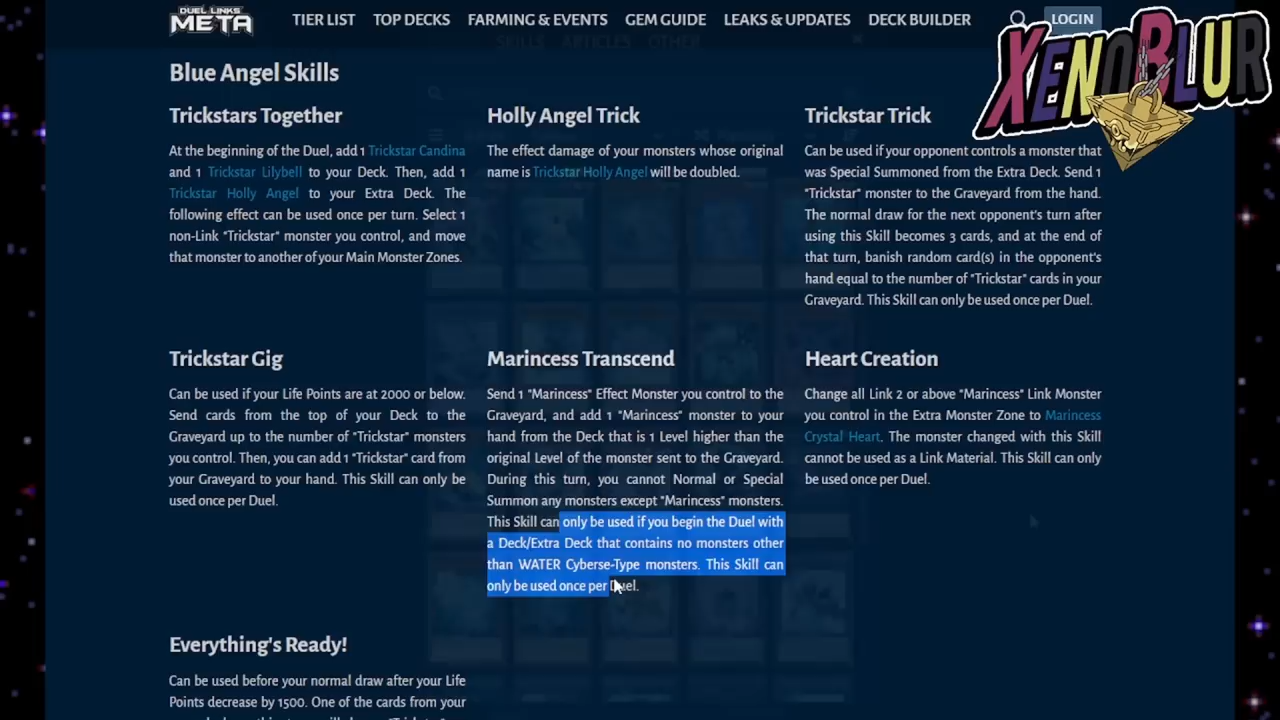 DUEL LINKS
META
TIER LIST
TOP DECKS
FARMING & EVENTS
GEM GUIDE
LEAKS & UPDATES
DECK BUILDER
LOGIN
XENOBLUR
SKILLS ARTICLES OTHER
Blue Angel Skills
Trickstars Together
At the beginning of the Duel, add 1 Trickstar Candina
and 1 Trickstar Lilybell to your Deck. Then, add 1
Trickstar Holly Angel to your Extra Deck. The
following effect can be used once per turn. Select 1
non-Link "Trickstar" monster you control, and move
that monster to another of your Main Monster Zones.
Holly Angel Trick
The effect damage of your monsters whose original
name is Trickstar Holly Angel will be doubled.
Trickstar Trick
Can be used if your opponent controls a monster that
was Special Summoned from the Extra Deck. Send 1
"Trickstar" monster to the Graveyard from the hand.
The normal draw for the next opponent's turn after
using this Skill becomes 3 cards, and at the end of
that turn, banish random card(s) in the opponent's
hand equal to the number of "Trickstar" cards in your
Graveyard. This Skill can only be used once per Duel.
Trickstar Gig
Can be used if your Life Points are at 2000 or below.
Send cards from the top of your Deck to the
Graveyard up to the number of "Trickstar" monsters
you control. Then, you can add 1 "Trickstar" card from
your Graveyard to your hand. This Skill can only be
used once per Duel.
Marincess Transcend
Send 1 "Marincess" Effect Monster you control to the
Graveyard, and add 1 "Marincess" monster to your
hand from the Deck that is 1 Level higher than the
original Level of the monster sent to the Graveyard.
During this turn, you cannot Normal or Special
Summon any monsters except "Marincess" monsters.
This Skill can only be used if you begin the Duel with
a Deck/Extra Deck that contains no monsters other
than WATER Cyberse-Type monsters. This Skill can
only be used once per Duel.
Heart Creation
Change all Link 2 or above "Marincess" Link Monster
you control in the Extra Monster Zone to Marincess
Crystal Heart. The monster changed with this Skill
cannot be used as a Link Material. This Skill can only
be used once per Duel.
Everything's Ready!
Can be used before your normal draw after your Life
Points decrease by 1500. One of the cards from your